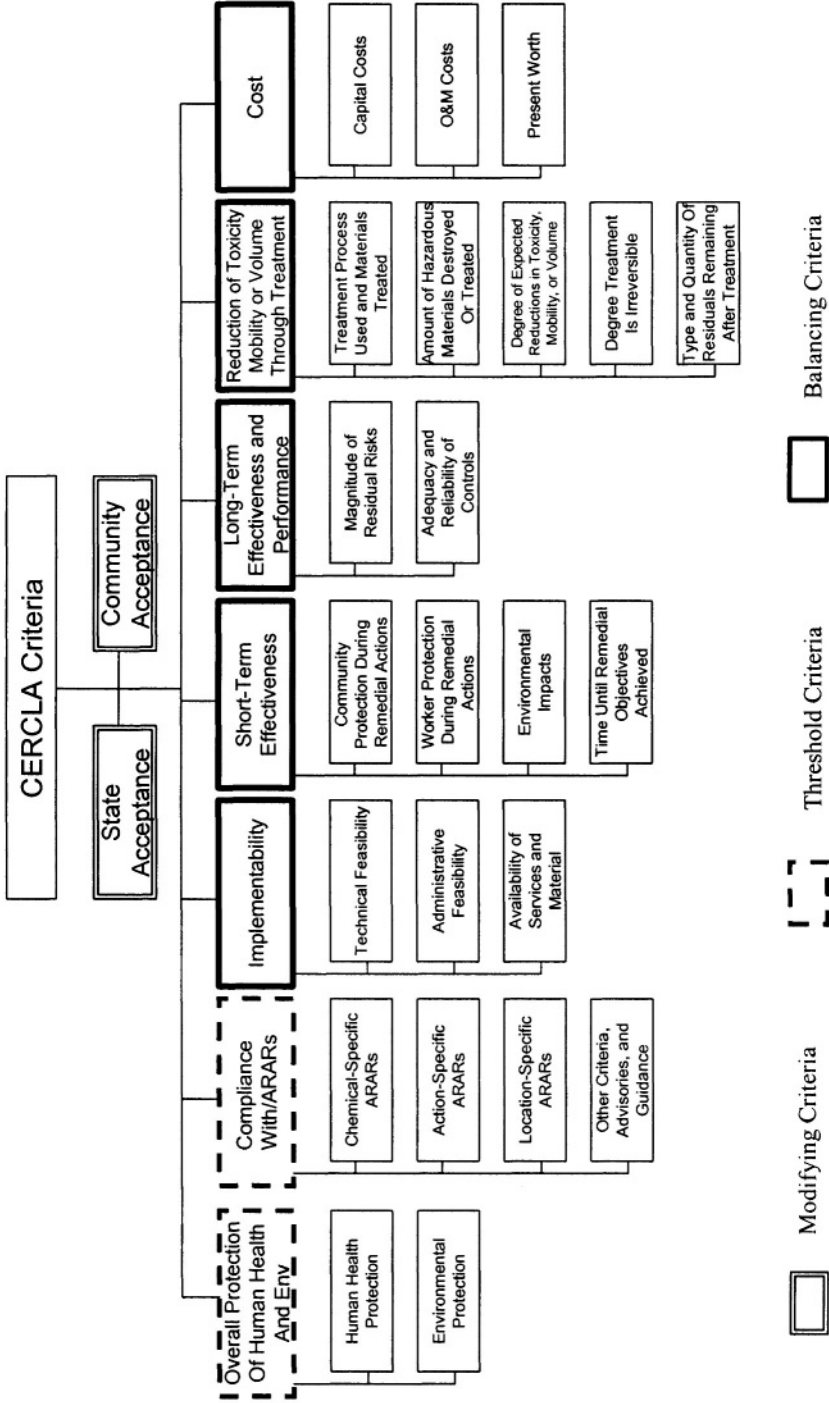 CERCLA Criteria
State
Acceptance
Community
Acceptance
Overall Protection
Of Human Health
And Env
Human Health
Protection
Environmental
Protection
Compliance
With/ARARs
Chemical-Specific
ARARs
Action-Specific
ARARs
Location-Specific
ARARs
Other Criteria,
Advisories, and
Guidance
Implementability
Technical Feasibility
Administrative
Feasibility
Availability of
Services and
Material
Short-Term
Effectiveness
Community
Protection During
Remedial Actions
Worker Protection
During Remedial
Actions
Environmental
Impacts
Time Until Remedial
Objectives
Achieved
Long-Term
Effectiveness and
Performance
Magnitude of
Residual Risks
Adequacy and
Reliability of
Controls
Reduction of Toxicity
Mobility or Volume
Through Treatment
Treatment Process
Used and Materials
Treated
Amount of Hazardous
Materials Destroyed
Or Treated
Degree of Expected
Reductions in Toxicity,
Mobility, or Volume
Degree Treatment
Is Irreversible
Type and Quantity Of
Residuals Remaining
After Treatment
Cost
Capital Costs
O&M Costs
Present Worth
Modifying Criteria
Threshold Criteria
Balancing Criteria